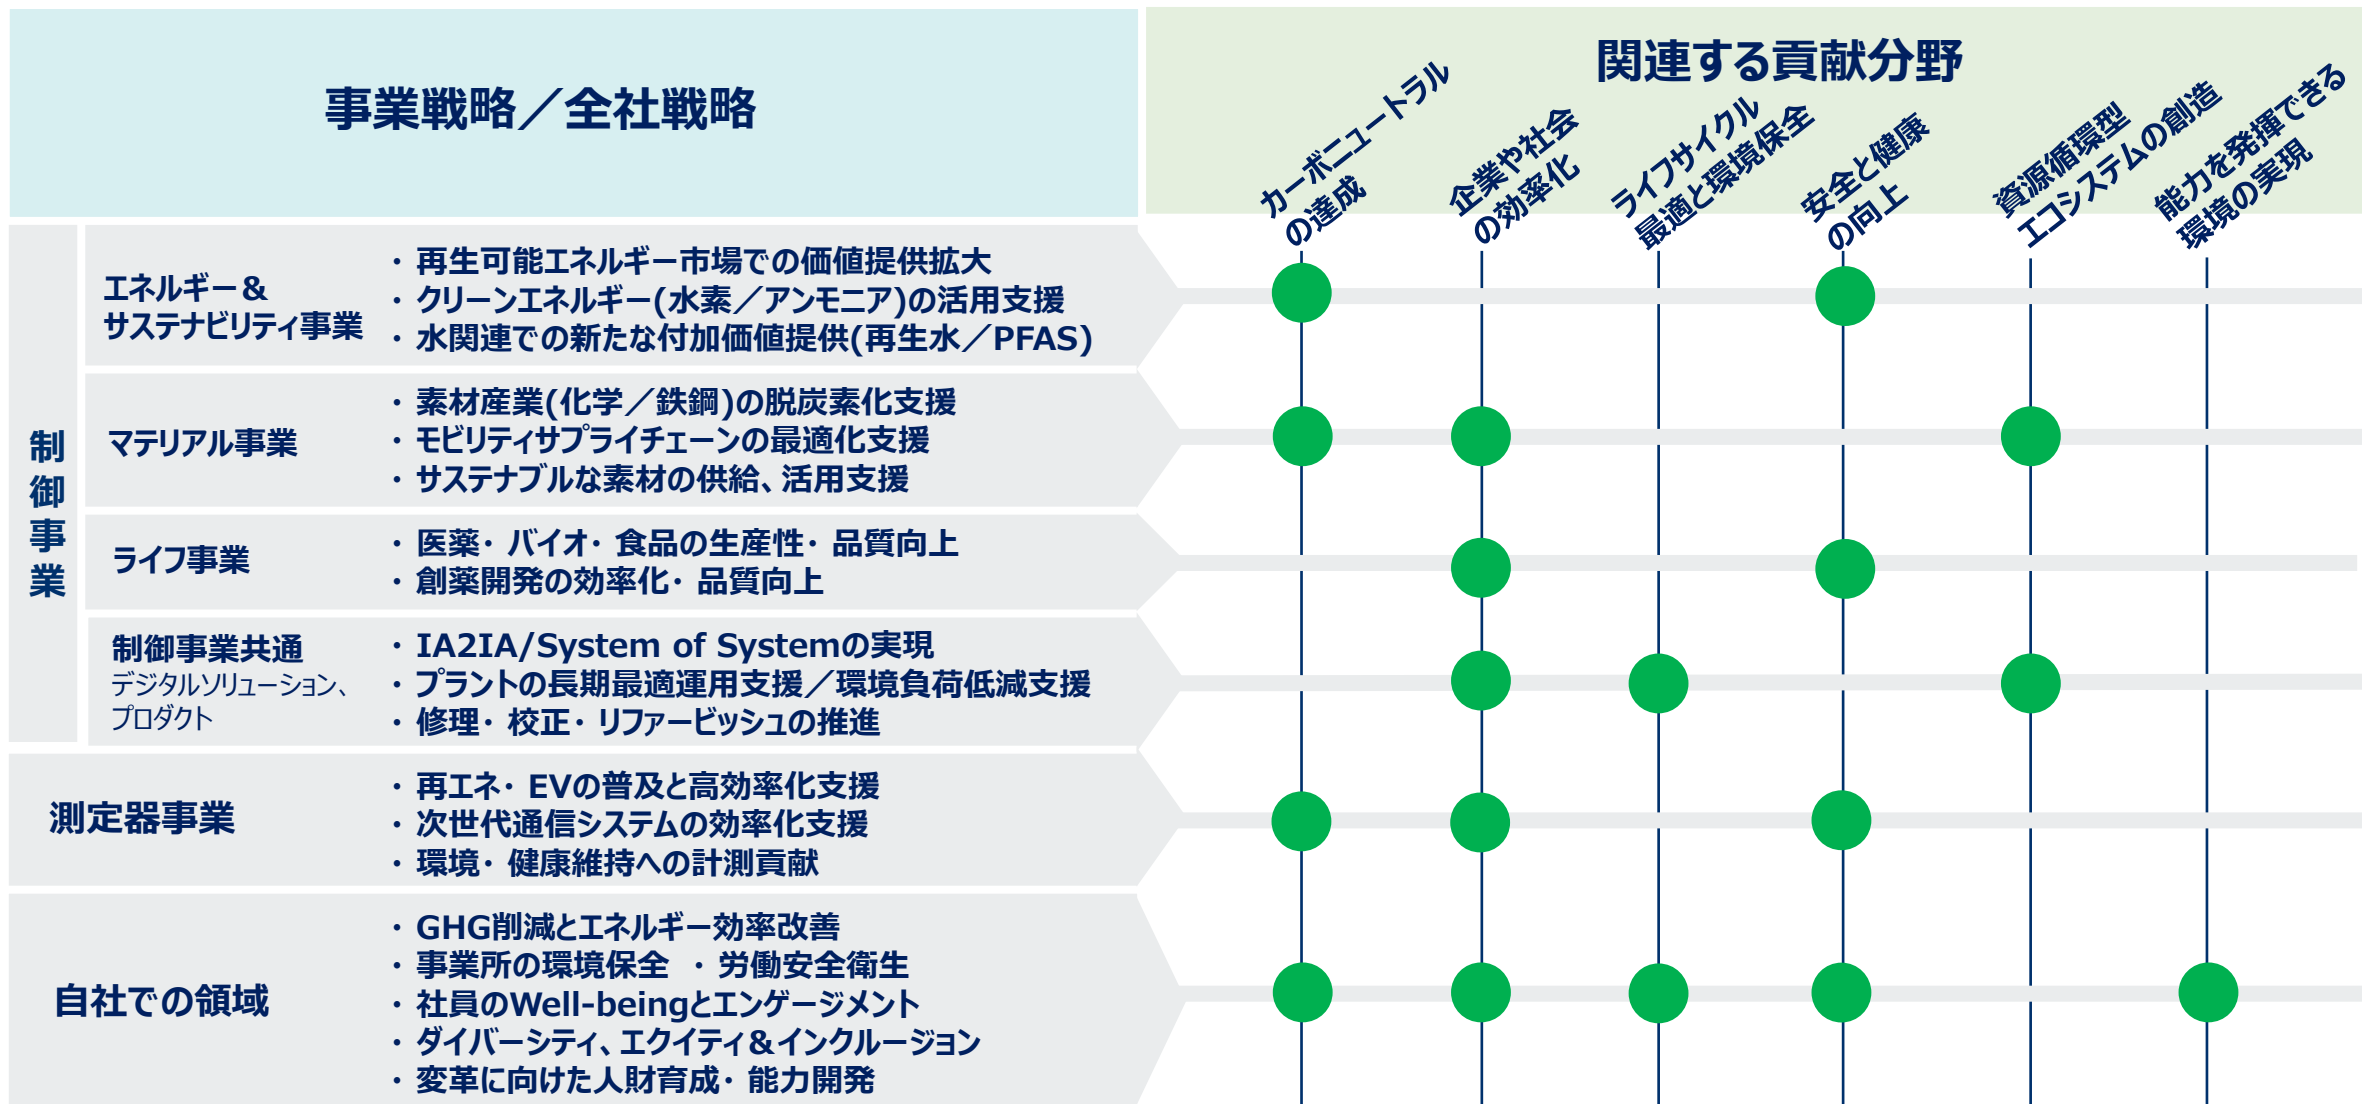 事業戦略／全社戦略
関連する貢献分野
カーボニュートラル
の達成
企業や社会
の効率化
ライフサイクル
最適と環境保全
安全と健康
の向上
資源循環型
エコシステムの創造
能力を発揮できる
環境の実現
制御事業
エネルギー＆
サステナビリティ事業
・再生可能エネルギー市場での価値提供拡大
・クリーンエネルギー(水素／アンモニア)の活用支援
・水関連での新たな付加価値提供(再生水／PFAS)
マテリアル事業
・素材産業(化学／鉄鋼)の脱炭素化支援
・モビリティサプライチェーンの最適化支援
・サステナブルな素材の供給、活用支援
ライフ事業
・医薬・バイオ・食品の生産性・品質向上
・創薬開発の効率化・品質向上
制御事業共通
デジタルソリューション、
プロダクト
・IA2IA/System of Systemの実現
・プラントの長期最適運用支援／環境負荷低減支援
・修理・校正・リファービッシュの推進
測定器事業
・再エネ・EVの普及と高効率化支援
・次世代通信システムの効率化支援
・環境・健康維持への計測貢献
自社での領域
・GHG削減とエネルギー効率改善
・事業所の環境保全 ・労働安全衛生
・社員のWell-beingとエンゲージメント
・ダイバーシティ、エクイティ＆インクルージョン
・変革に向けた人財育成・能力開発